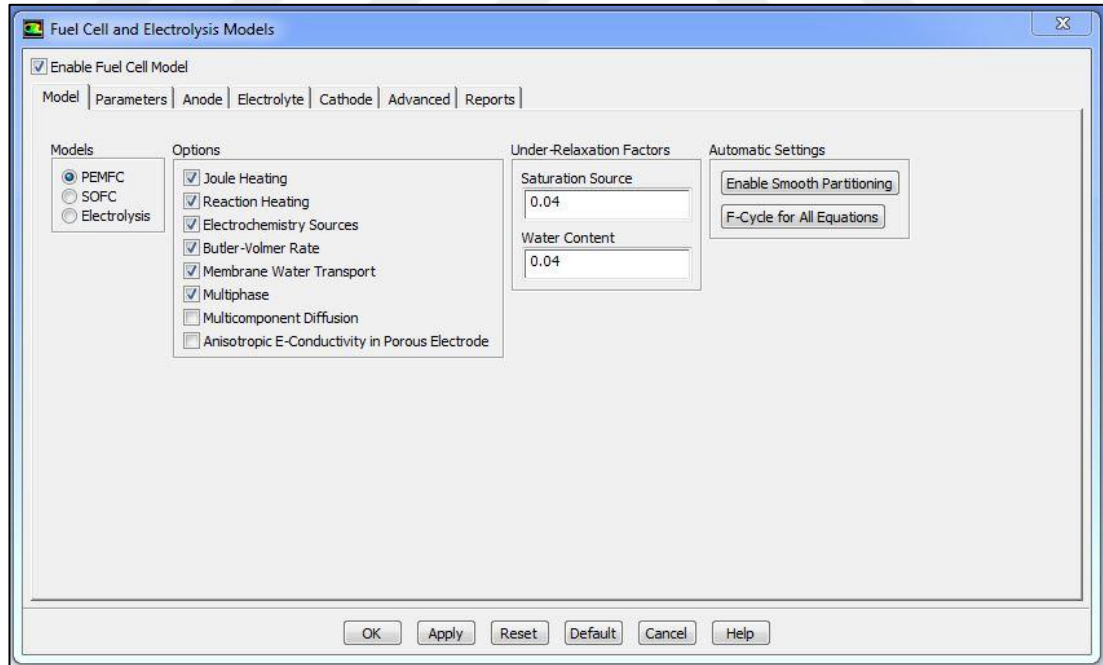 Fuel Cell and Electrolysis Models
Enable Fuel Cell Model
Model Parameters Anode Electrolyte Cathode Advanced Reports
Models
PEMFC
SOFC
Electrolysis
Options
Joule Heating
Reaction Heating
Electrochemistry Sources
Butler-Volmer Rate
Membrane Water Transport
Multiphase
Multicomponent Diffusion
Anisotropic E-Conductivity in Porous Electrode
Under-Relaxation Factors
Saturation Source
0.04
Water Content
0.04
Automatic Settings
Enable Smooth Partitioning
F-Cycle for All Equations
OK Apply Reset Default Cancel Help